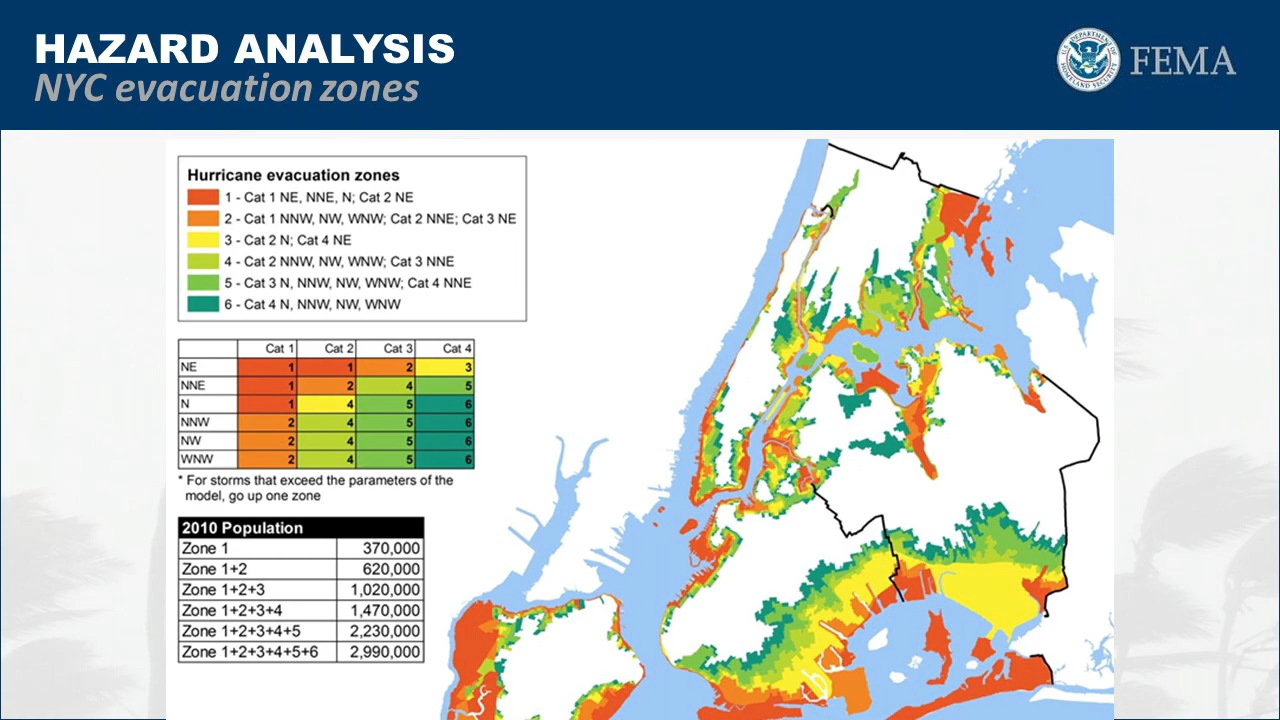 HAZARD ANALYSIS
NYC evacuation zones
FEMA
Hurricane evacuation zones
1 - Cat 1 NE, NNE, N; Cat 2 NE
2 - Cat 1 NNW, NW, WNW; Cat 2 NNE; Cat 3 NE
3 - Cat 2 N; Cat 4 NE
4 - Cat 2 NNW, NW, WNW; Cat 3 NNE
5 - Cat 3 N, NNW, NW, WNW; Cat 4 NNE
6 - Cat 4 N, NNW, NW, WNW
Cat 1 Cat 2 Cat 3 Cat 4
NE 1 1 2 3
NNE 1 2 4 5
N 1 4 5 6
NNW 2 4 5 6
NW 2 4 5 6
WNW 2 4 5 6
* For storms that exceed the parameters of the
model, go up one zone
2010 Population
Zone 1 370,000
Zone 1+2 620,000
Zone 1+2+3 1,020,000
Zone 1+2+3+4 1,470,000
Zone 1+2+3+4+5 2,230,000
Zone 1+2+3+4+5+6 2,990,000